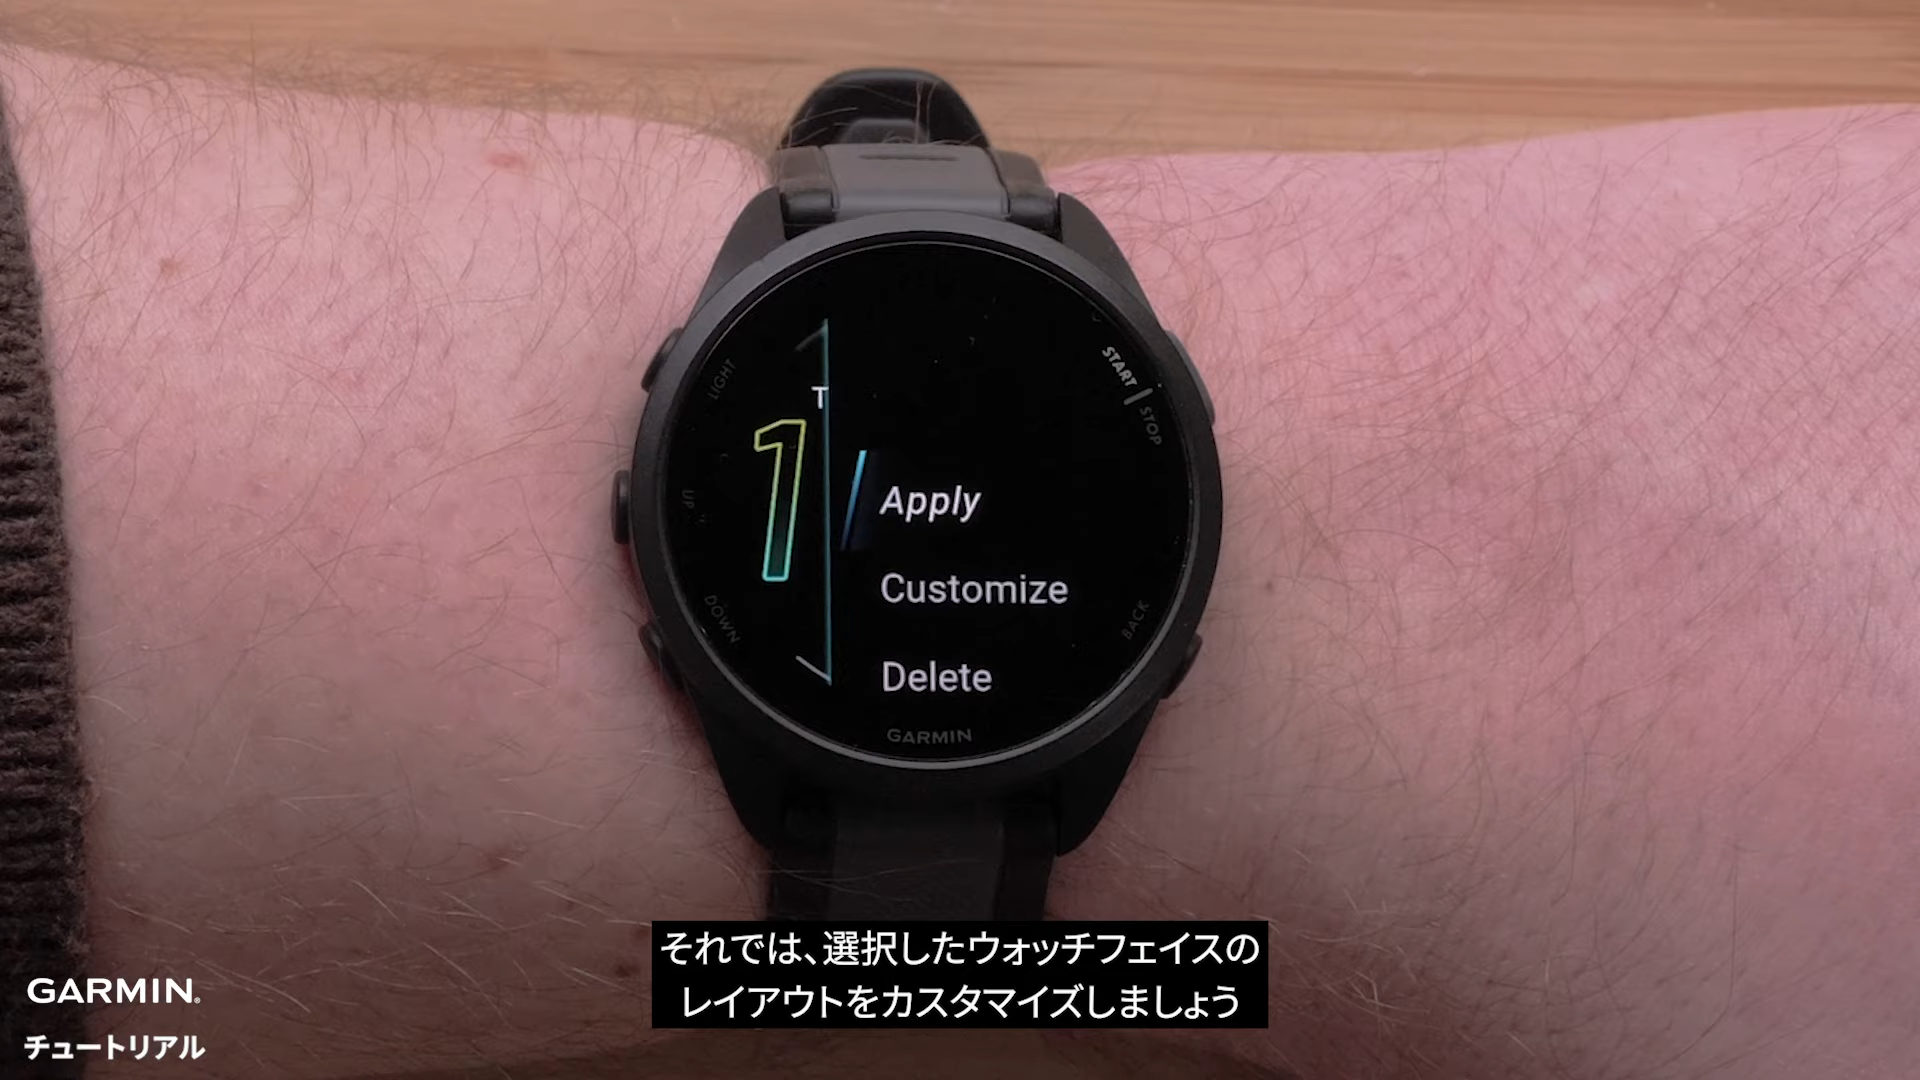 LIGHT
START
STOP
T
1
UP
Apply
Customize
DOWN
BACK
Delete
GARMIN
それでは、選択したウォッチフェイスの
レイアウトをカスタマイズしましょう
GARMIN®
チュートリアル